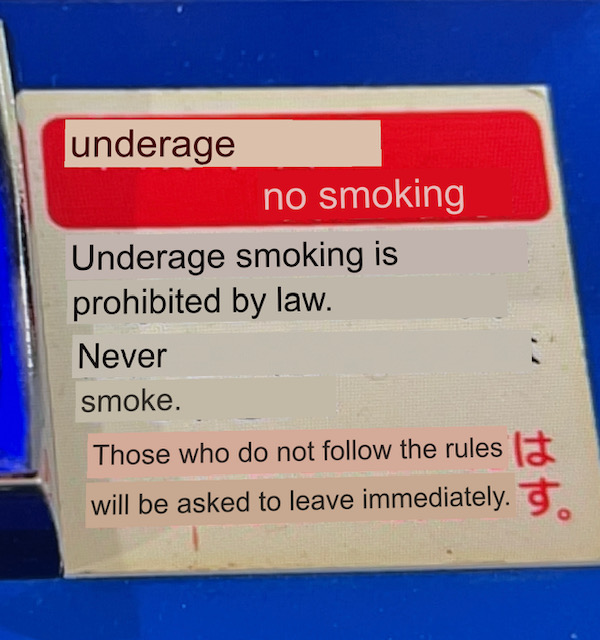 underage
no smoking
Underage smoking is
prohibited by law.
Never
smoke.
Those who do not follow the rules は
will be asked to leave immediately. す。